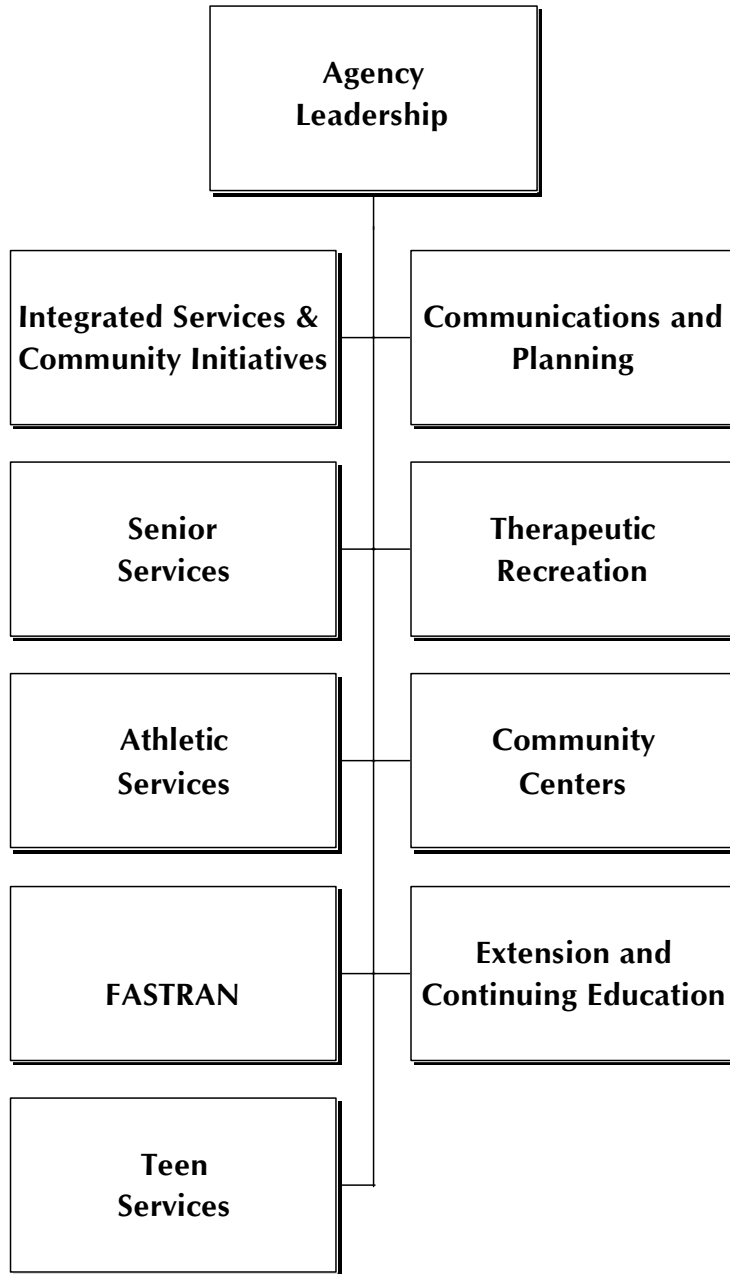 Agency
Leadership
Integrated Services &
Community Initiatives
Communications and
Planning
Senior
Services
Therapeutic
Recreation
Athletic
Services
Community
Centers
FASTRAN
Extension and
Continuing Education
Teen
Services